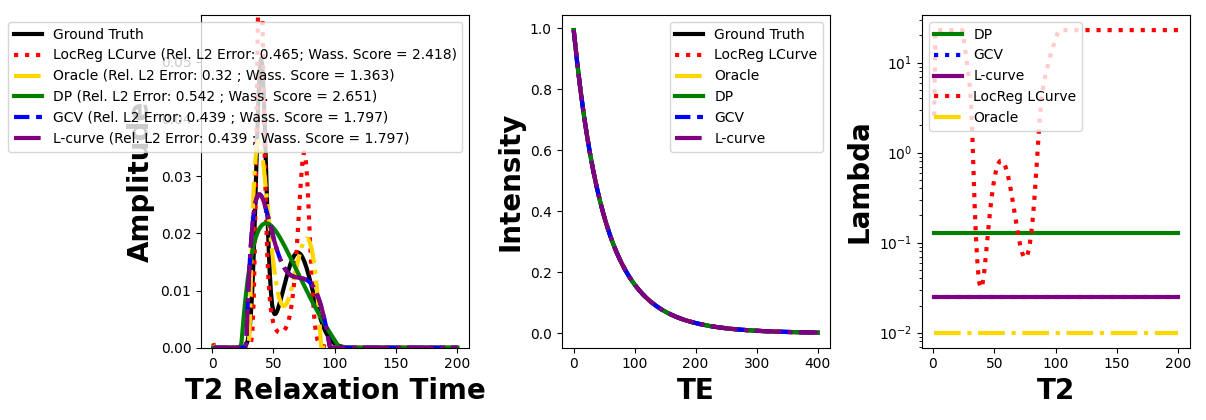 Ground Truth
LocReg LCurve (Rel. L2 Error: 0.465; Wass. Score = 2.418)
Oracle (Rel. L2 Error: 0.32 ; Wass. Score = 1.363)
DP (Rel. L2 Error: 0.542 ; Wass. Score = 2.651)
GCV (Rel. L2 Error: 0.439 ; Wass. Score = 1.797)
L-curve (Rel. L2 Error: 0.439 ; Wass. Score = 1.797)
Amplitude
0.05
0.03
0.02
0.01
0.00
0 50 100 150 200
T2 Relaxation Time
Ground Truth
LocReg LCurve
Oracle
DP
GCV
L-curve
Intensity
1.0
0.8
0.6
0.4
0.2
0.0
0 100 200 300 400
TE
DP
GCV
L-curve
LocReg LCurve
Oracle
Lambda
10¹
10⁰
10⁻¹
10⁻²
0 50 100 150 200
T2